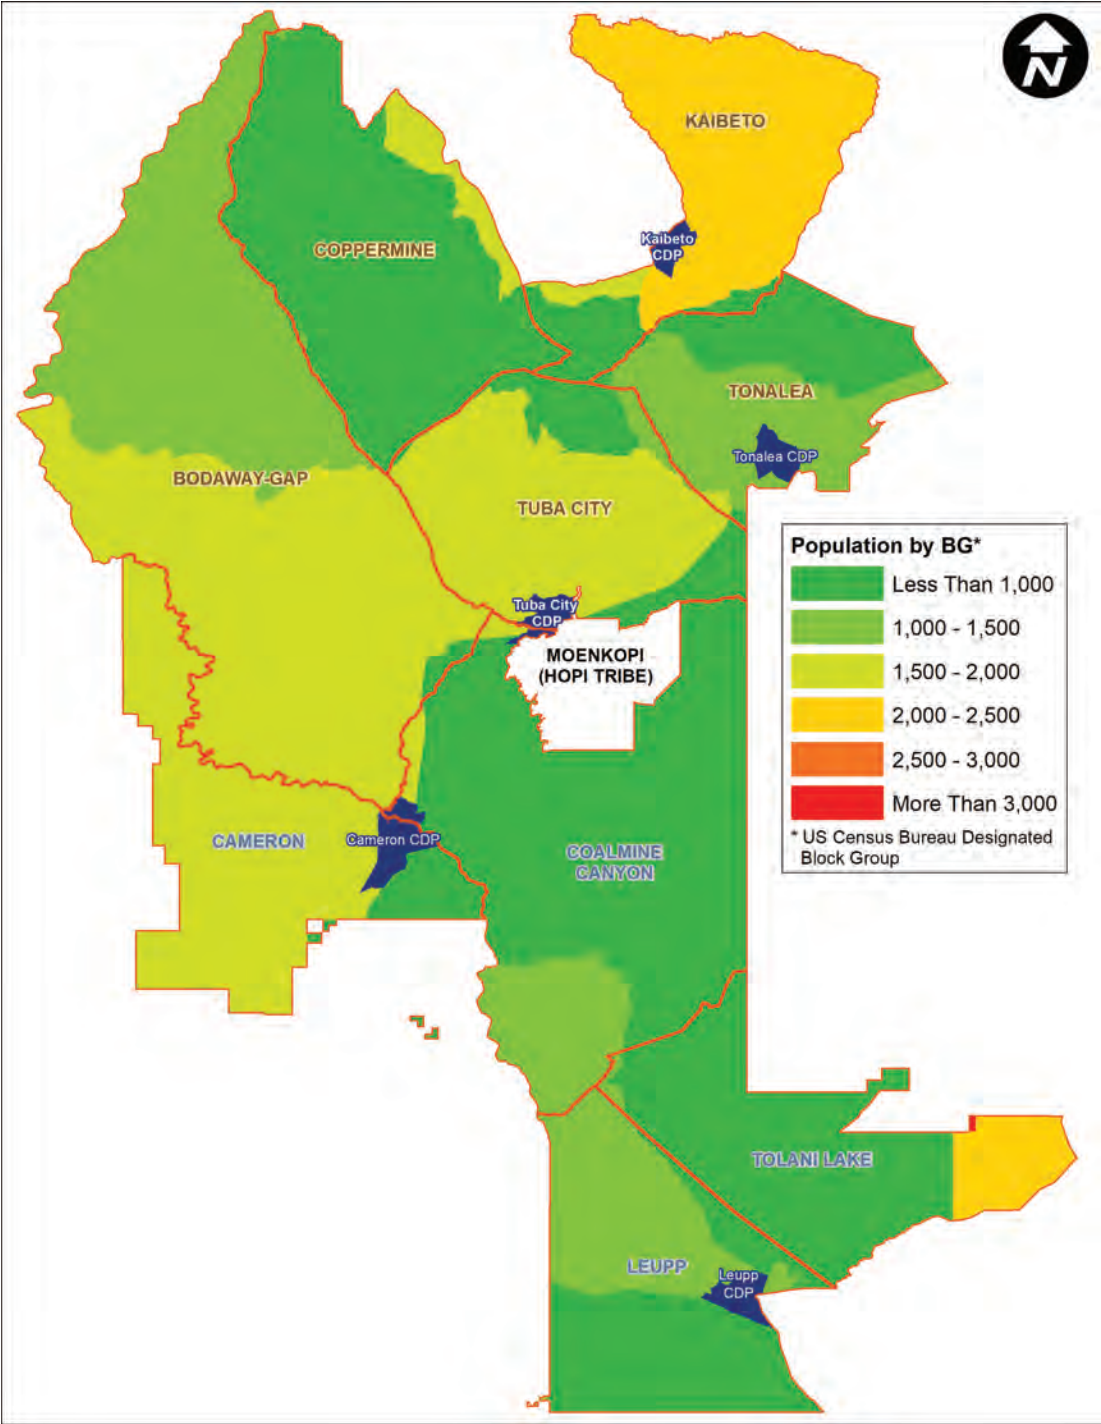 N
KAIBETO
Kaibeto
CDP
COPPERMINE
TONALEA
Tonalea CDP
BODAWAY-GAP
TUBA CITY
Tuba City
CDP
MOENKOPI
(HOPI TRIBE)
Population by BG*
Less Than 1,000
1,000 - 1,500
1,500 - 2,000
2,000 - 2,500
2,500 - 3,000
More Than 3,000
* US Census Bureau Designated
Block Group
CAMERON
Cameron CDP
COALMINE
CANYON
TOLANI LAKE
LEUPP
Leupp
CDP